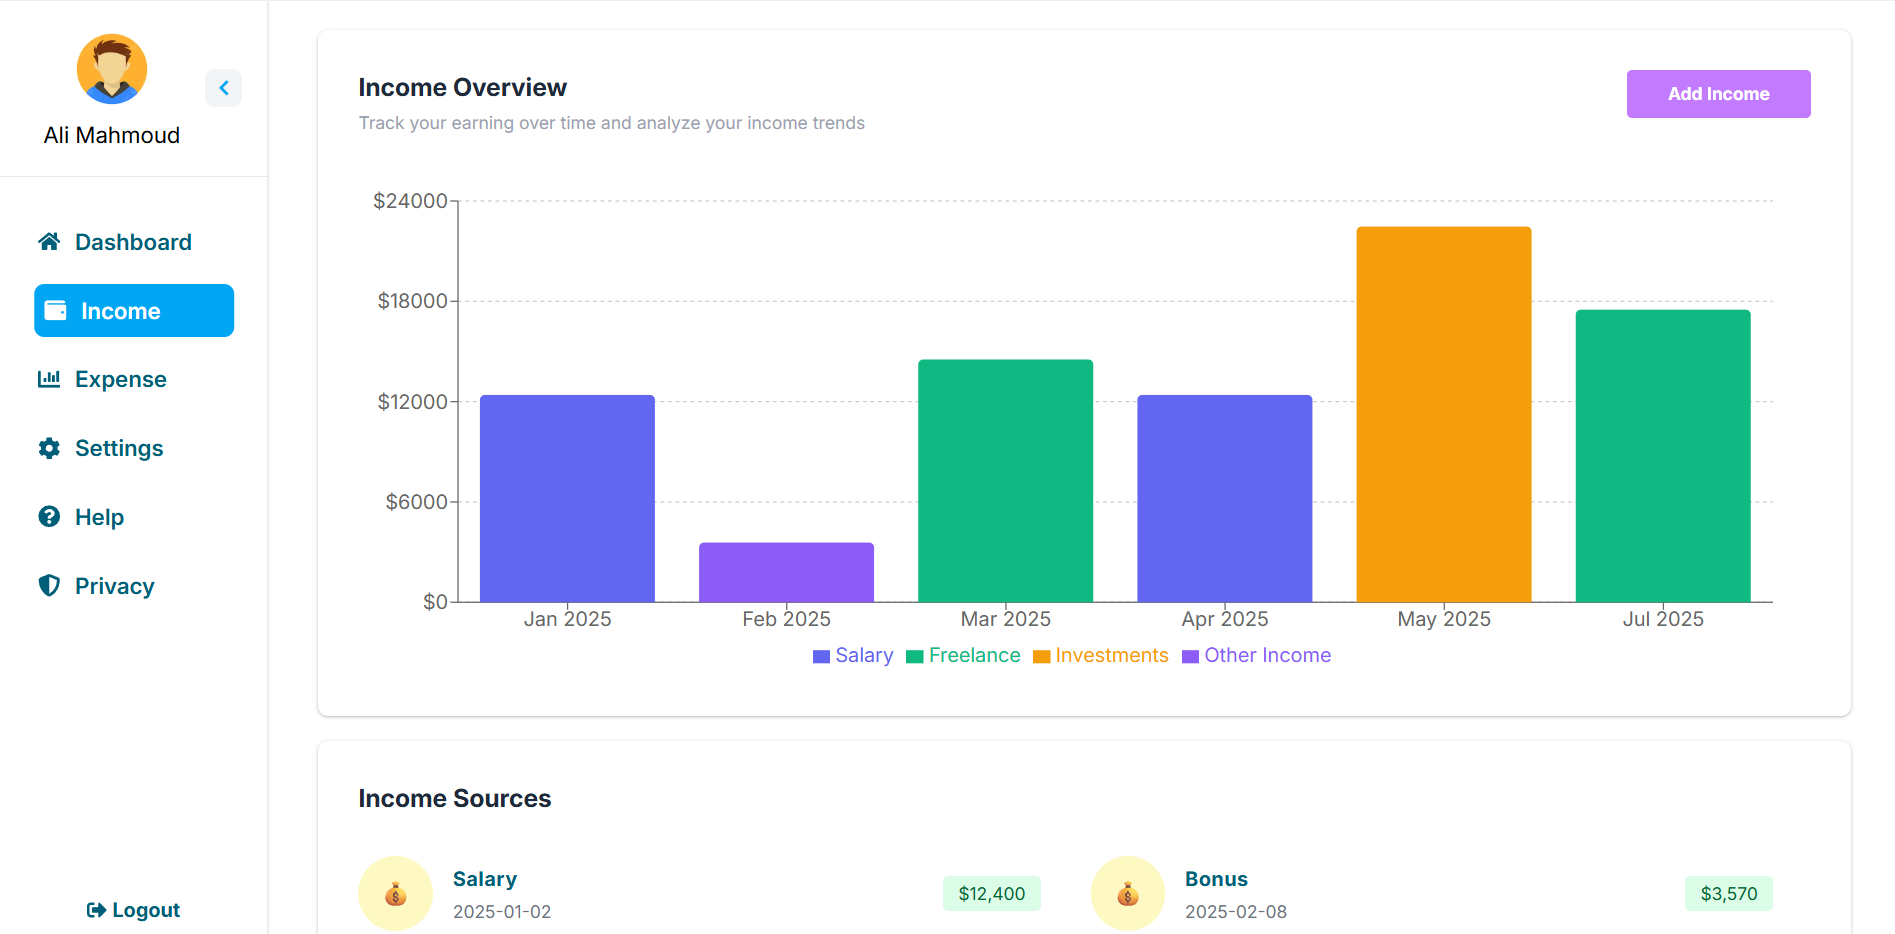 Ali Mahmoud
Dashboard
Income
Expense
Settings
Help
Privacy
Logout
Income Overview
Track your earning over time and analyze your income trends
Add Income
$24000
$18000
$12000
$6000
$0
Jan 2025 Feb 2025 Mar 2025 Apr 2025 May 2025 Jul 2025
Salary Freelance Investments Other Income
Income Sources
Salary
2025-01-02
$12,400
Bonus
2025-02-08
$3,570